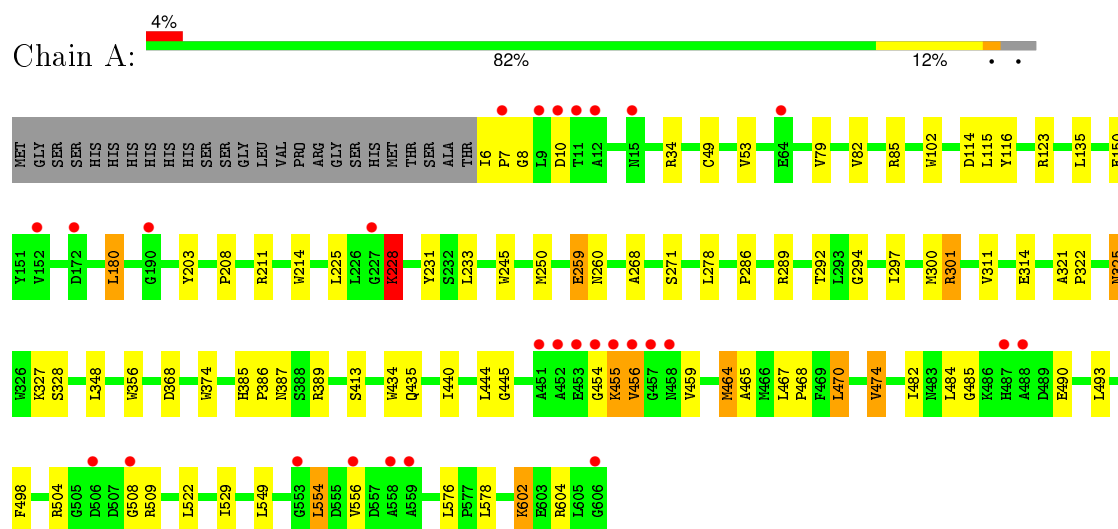 4%
Chain A:
82% 12% • •
MET GLY SER SER HIS HIS HIS HIS HIS HIS SER SER GLY LEU VAL PRO ARG GLY SER HIS MET THR SER ALA THR I6 P7 G8 L9 D10 T11 A12 N15 R34 C49 V53 E64 V79 V82 R85 W102 D114 L115 Y116 R123 L135
Y151 V152 D172 L180 G190 Y203 P208 R211 W214 L225 L226 G227 K228 Y231 S232 L233 W245 M250 E259 N260 A268 S271 L278 P286 R289 T292 L293 G294 I297 M300 R301 V311 E314 A321 P322
W326 K327 S328 L348 W356 D368 W374 H385 P386 N387 S388 R389 S413 W434 Q435 I440 L444 G445 A451 A452 E453 G454 K455 V456 G457 N458 V459 M464 A465 M466 L467 P468 F469 L470 V474 I482 N483 L484 G485 K486 H487 A488 D489 E490 L493
F498 R504 G505 D506 D507 G508 R509 L522 I529 L549 G553 L554 D555 V556 D557 A558 A559 L576 P577 L578 K602 E603 R604 L605 G606